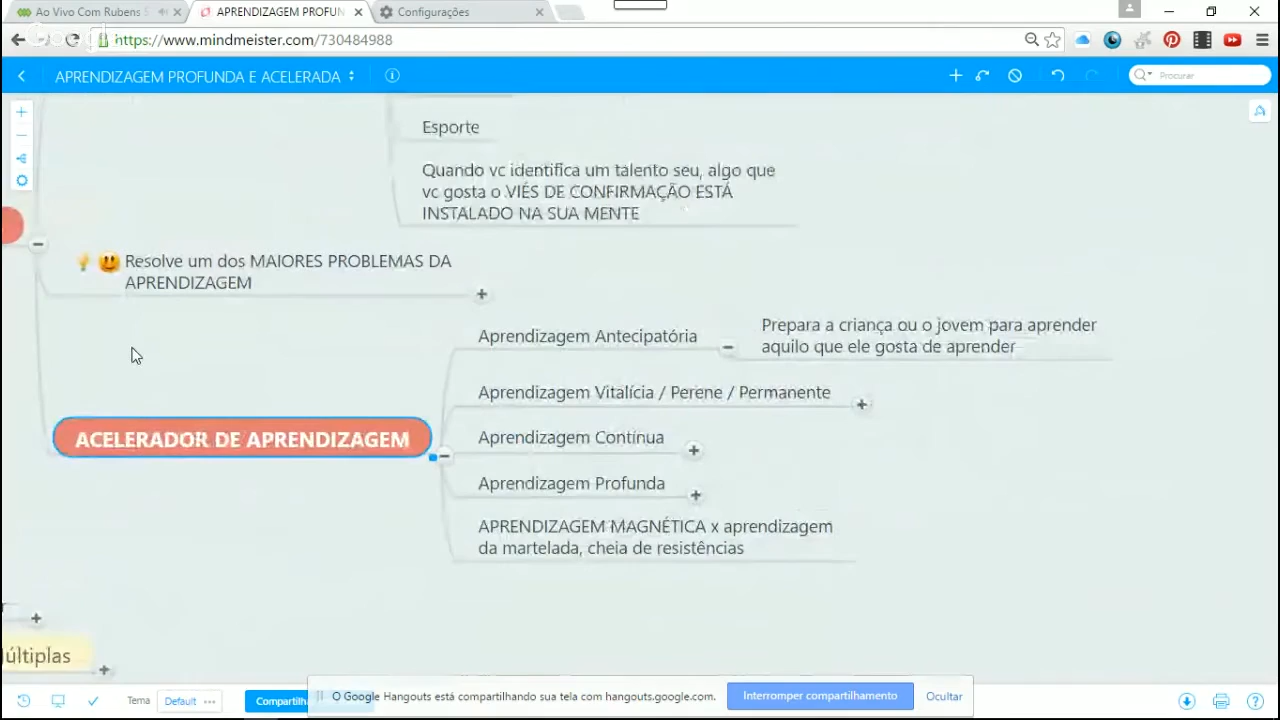 Ao Vivo Com Rubens
APRENDIZAGEM PROFUN
Configurações
https://www.mindmeister.com/730484988
APRENDIZAGEM PROFUNDA E ACELERADA
Procurar
Esporte
Quando vc identifica um talento seu, algo que
vc gosta o VIÉS DE CONFIRMAÇÃO ESTÁ
INSTALADO NA SUA MENTE
Resolve um dos MAIORES PROBLEMAS DA
APRENDIZAGEM
Aprendizagem Antecipatória
Prepara a criança ou o jovem para aprender
aquilo que ele gosta de aprender
Aprendizagem Vitalícia / Perene / Permanente
ACELERADOR DE APRENDIZAGEM
Aprendizagem Contínua
Aprendizagem Profunda
APRENDIZAGEM MAGNÉTICA x aprendizagem
da martelada, cheia de resistências
últiplas
Tema
Default
Compartilh
O Google Hangouts está compartilhando sua tela com hangouts.google.com.
Interromper compartilhamento
Ocultar